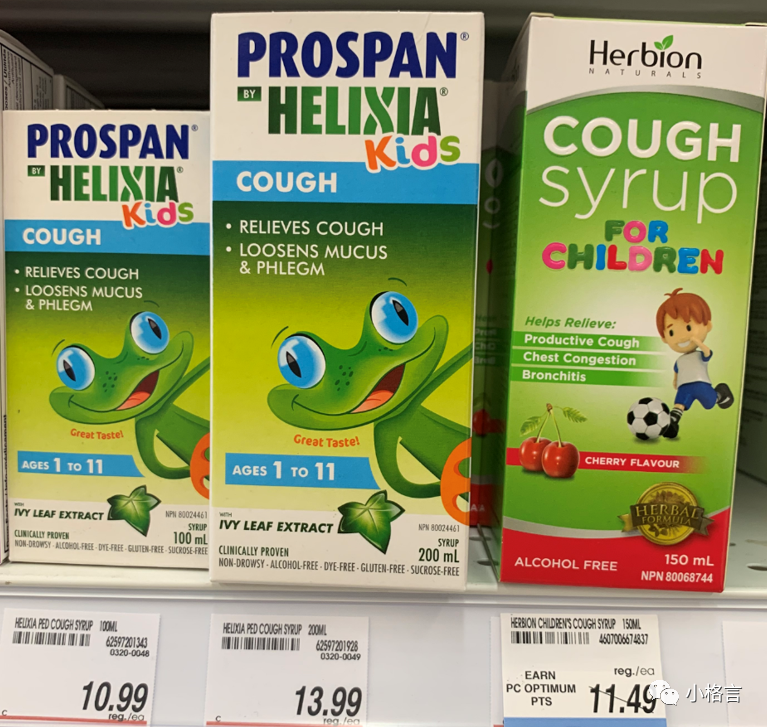 PROSPAN®
BY HELIXIA®
Kids
COUGH
• RELIEVES COUGH
• LOOSENS MUCUS
& PHLEGM
Great Taste!
AGES 1 TO 11
WITH
IVY LEAF EXTRACT
NPN 80024461
CLINICALLY PROVEN
SYRUP
100 mL
NON-DROWSY - ALCOHOL-FREE - DYE-FREE - GLUTEN-FREE - SUCROSE-FREE
PROSPAN®
BY HELIXIA®
Kids
COUGH
• RELIEVES COUGH
• LOOSENS MUCUS
& PHLEGM
Great Taste!
AGES 1 TO 11
WITH
IVY LEAF EXTRACT
NPN 80024461
CLINICALLY PROVEN
SYRUP
200 mL
NON-DROWSY - ALCOHOL-FREE - DYE-FREE - GLUTEN-FREE - SUCROSE-FREE
Herbion
NATURALS
COUGH
syrup
FOR
CHILDREN
Helps Relieve:
Productive Cough
Chest Congestion
Bronchitis
CHERRY FLAVOUR
HERBAL
FORMULA
ALCOHOL FREE
150 mL
NPN 80068744
HELIXIA PED COUGH SYRUP 100ML
62597201343
0320-0048
10.99
reg./ea
C
HELIXIA PED COUGH SYRUP 200ML
62597201928
0320-0049
13.99
reg./ea
C
HERBION CHILDREN'S COUGH SYRUP 150ML
4607006674837
EARN
PC OPTIMUM
PTS
reg./ea
11.49
小格言